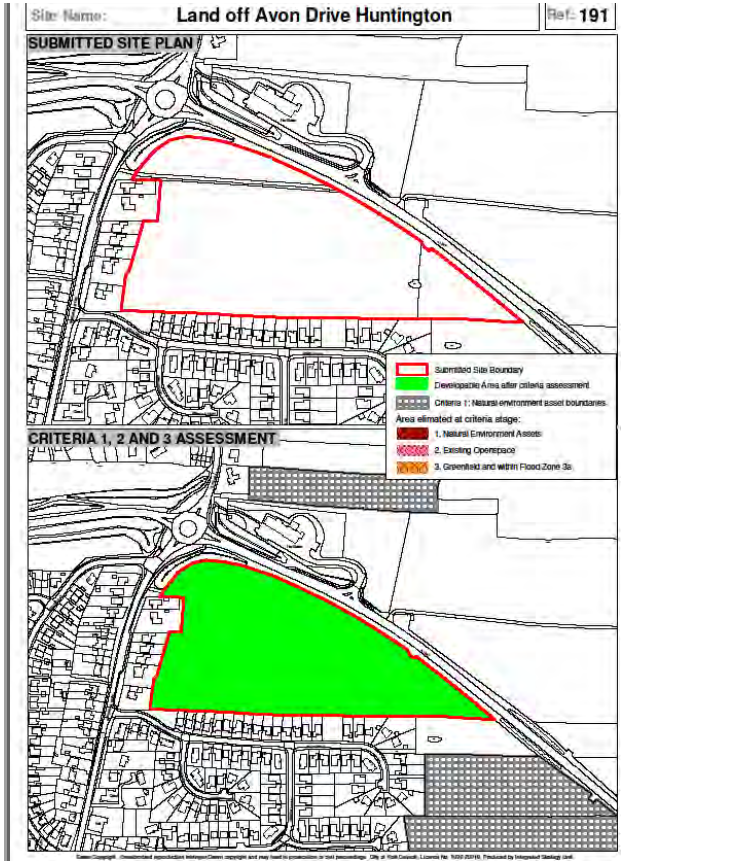 Site Name: Land off Avon Drive Huntington Ref: 191
SUBMITTED SITE PLAN
Submitted Site Boundary
Developable Area after criteria assessment
Criteria 1: Natural environment asset boundaries
Area elimated at criteria stage:
1. Natural Environment Assets
2. Existing Openspace
3. Greenfield and within Flood Zone 3a
CRITERIA 1, 2 AND 3 ASSESSMENT